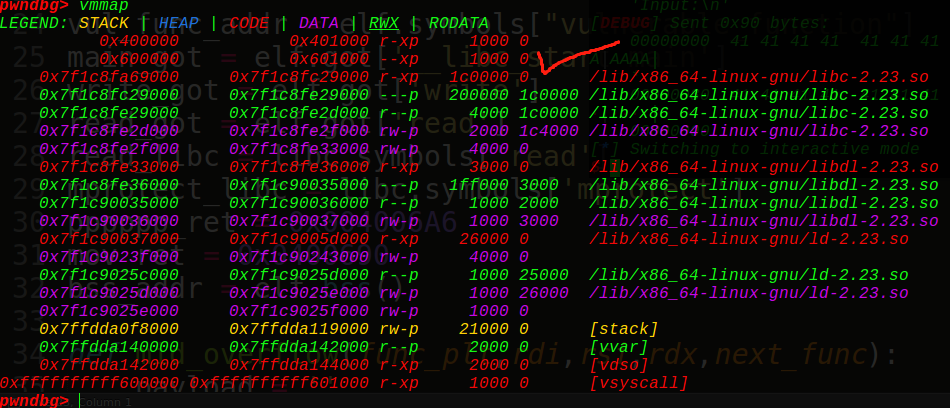 pwndbg> vmmap
'Input:\n'
LEGEND: STACK | HEAP | CODE | DATA | RWX | RODATA
[DEBUG] Sent 0x90 bytes:
0x400000 0x401000 r-xp 1000 0
0x600000 0x601000 r-xp 1000 0
0x7f1c8fa69000 0x7f1c8fc29000 r-xp 1c0000 0 /lib/x86_64-linux-gnu/libc-2.23.so
0x7f1c8fc29000 0x7f1c8fe29000 ---p 200000 1c0000 /lib/x86_64-linux-gnu/libc-2.23.so
0x7f1c8fe29000 0x7f1c8fe2d000 r--p 4000 1c0000 /lib/x86_64-linux-gnu/libc-2.23.so
0x7f1c8fe2d000 0x7f1c8fe2f000 rw-p 2000 1c4000 /lib/x86_64-linux-gnu/libc-2.23.so
0x7f1c8fe2f000 0x7f1c8fe33000 rw-p 4000 0
Switching to interactive mode
0x7f1c8fe33000 0x7f1c8fe36000 r-xp 3000 0 /lib/x86_64-linux-gnu/libdl-2.23.so
0x7f1c8fe36000 0x7f1c90035000 ---p 1ff000 3000 /lib/x86_64-linux-gnu/libdl-2.23.so
0x7f1c90035000 0x7f1c90036000 r--p 1000 2000 /lib/x86_64-linux-gnu/libdl-2.23.so
0x7f1c90036000 0x7f1c90037000 rw-p 1000 3000 /lib/x86_64-linux-gnu/libdl-2.23.so
0x7f1c90037000 0x7f1c9005d000 r-xp 26000 0 /lib/x86_64-linux-gnu/ld-2.23.so
0x7f1c9023f000 0x7f1c90243000 rw-p 4000 0
0x7f1c9025c000 0x7f1c9025d000 r--p 1000 25000 /lib/x86_64-linux-gnu/ld-2.23.so
0x7f1c9025d000 0x7f1c9025e000 rw-p 1000 26000 /lib/x86_64-linux-gnu/ld-2.23.so
0x7f1c9025e000 0x7f1c9025f000 rw-p 1000 0
0x7ffdda0f8000 0x7ffdda119000 rw-p 21000 0 [stack]
0x7ffdda140000 0x7ffdda142000 r--p 2000 0 [vvar]
0x7ffdda142000 0x7ffdda144000 r-xp 2000 0 [vdso]
0xffffffffff600000 0xffffffffff601000 r-xp 1000 0 [vsyscall]
pwndbg>